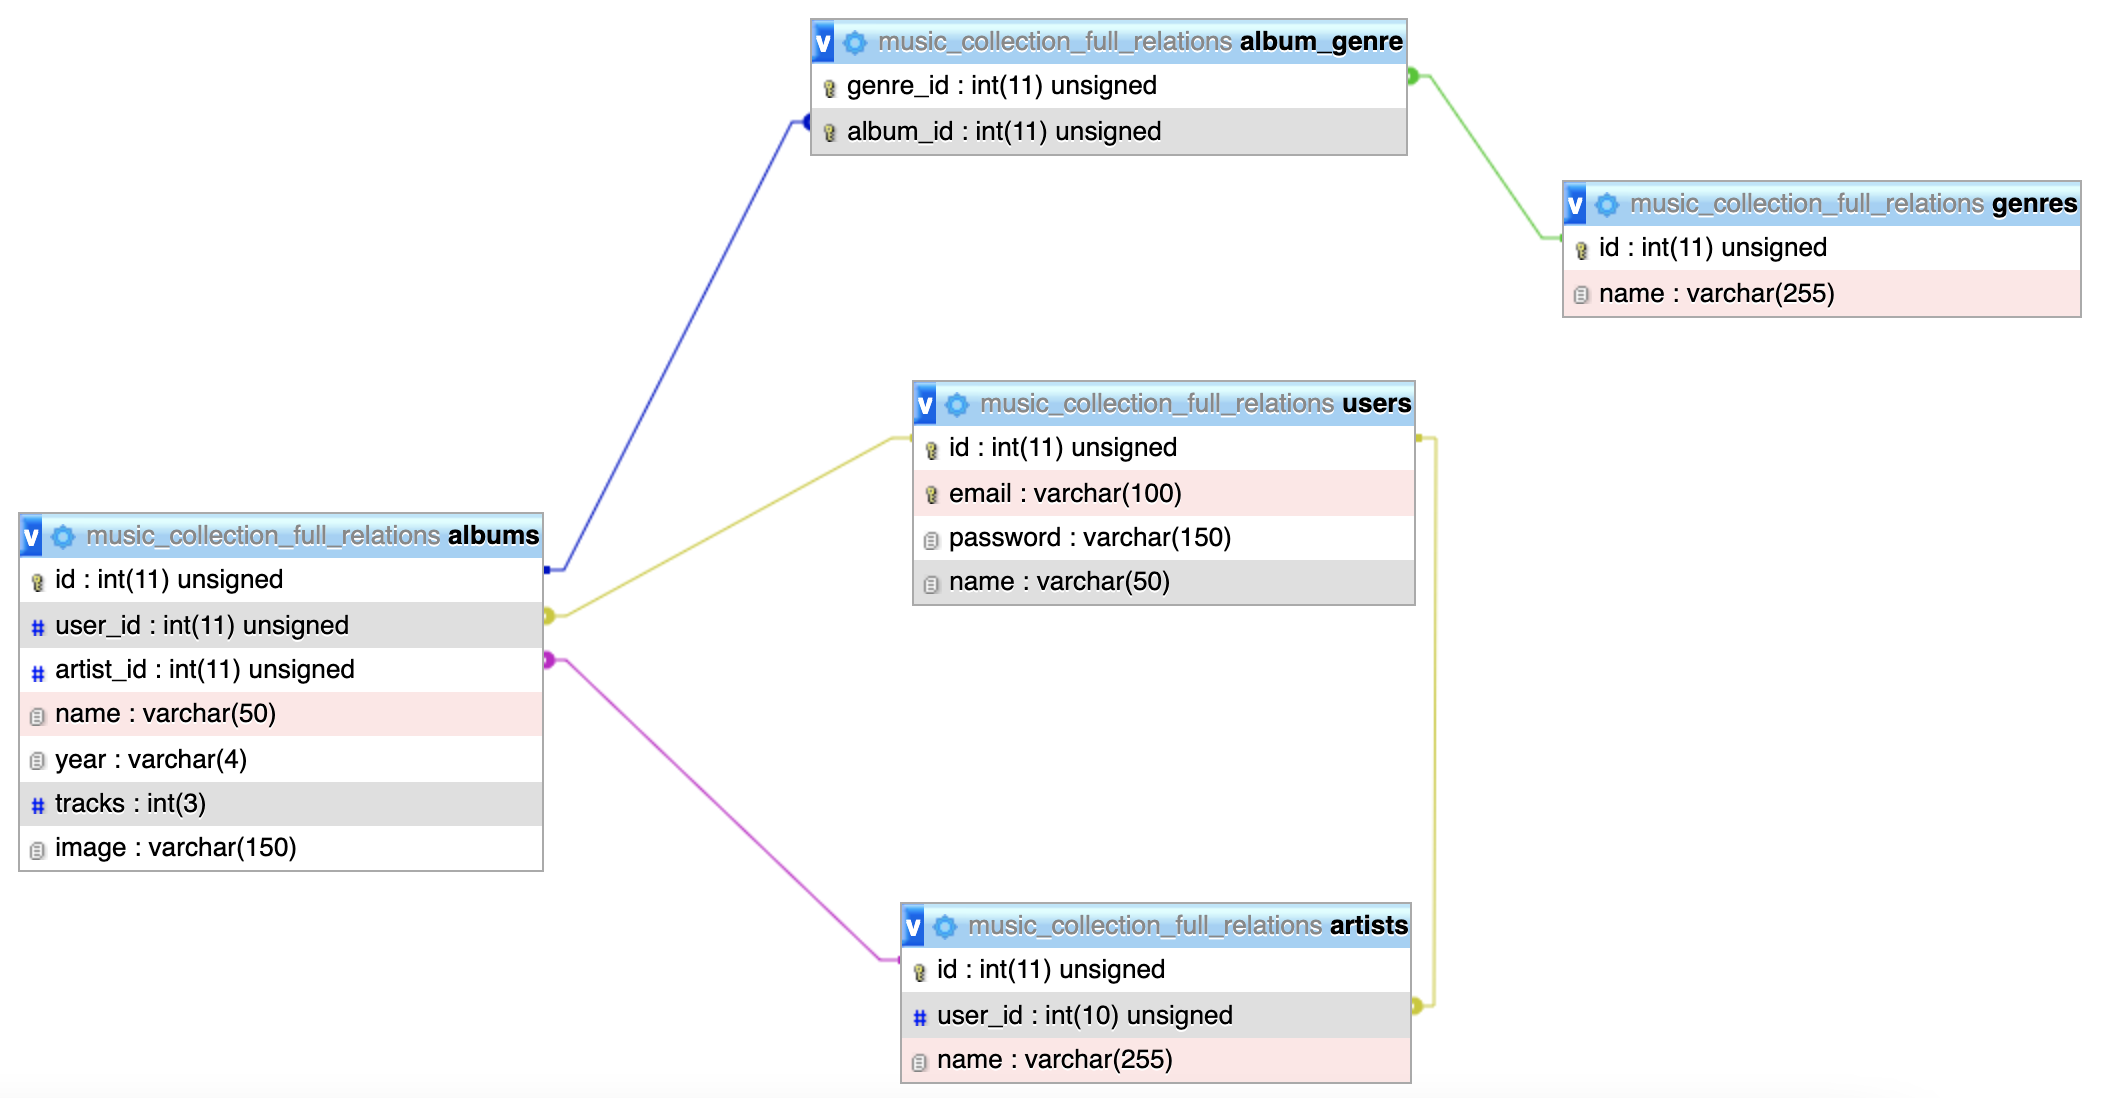 v music_collection_full_relations album_genre
genre_id : int(11) unsigned
album_id : int(11) unsigned
v music_collection_full_relations genres
id : int(11) unsigned
name : varchar(255)
v music_collection_full_relations users
id : int(11) unsigned
email : varchar(100)
password : varchar(150)
name : varchar(50)
v music_collection_full_relations albums
id : int(11) unsigned
# user_id : int(11) unsigned
# artist_id : int(11) unsigned
name : varchar(50)
year : varchar(4)
# tracks : int(3)
image : varchar(150)
v music_collection_full_relations artists
id : int(11) unsigned
# user_id : int(10) unsigned
name : varchar(255)